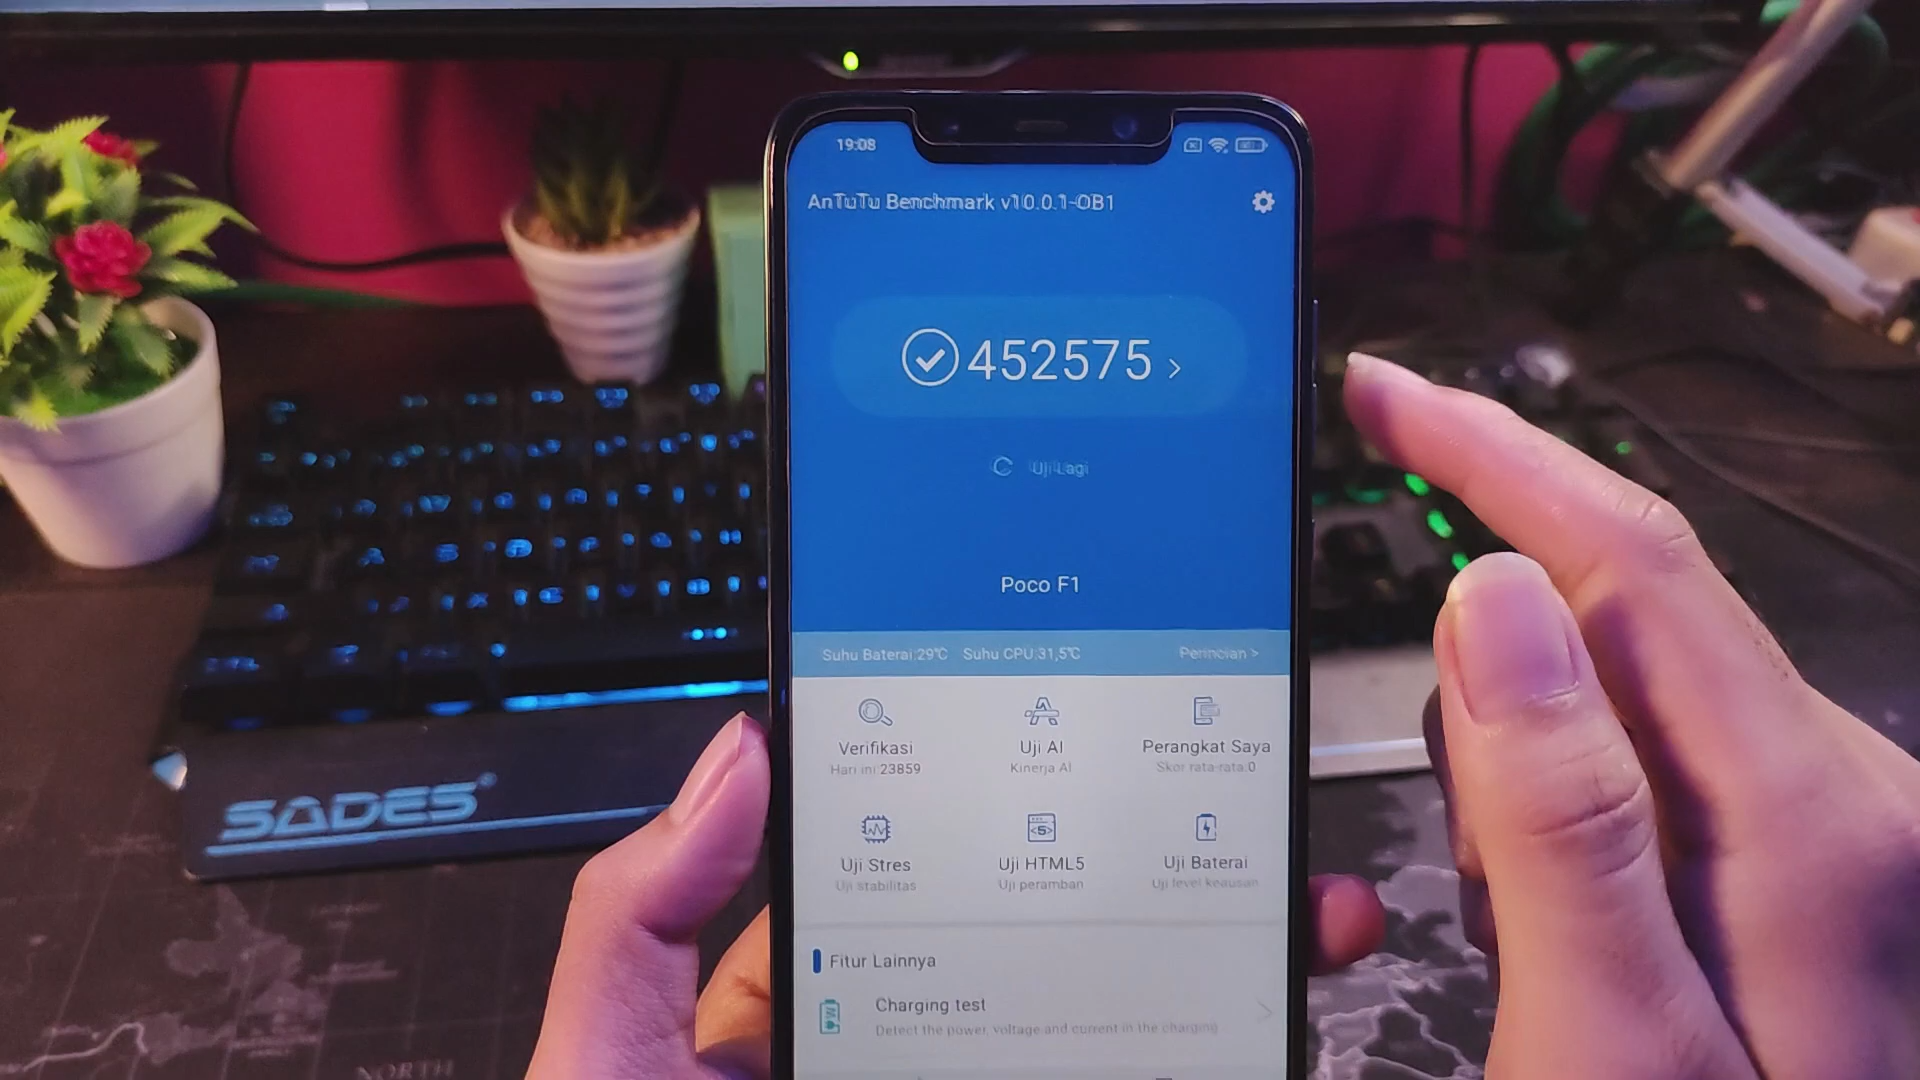 19:08
AnTuTu Benchmark v10.0.1-OB1
452575 >
Uji Lagi
Poco F1
Suhu Baterai:29℃ Suhu CPU:31,5℃ Perincian >
Verifikasi
Hari ini:23859
Uji AI
Kinerja AI
Perangkat Saya
Skor rata-rata:0
Uji Stres
Uji stabilitas
Uji HTML5
Uji peramban
Uji Baterai
Uji level keausan
Fitur Lainnya
Charging test
Detect the power, voltage and current in the charging
SADES
NORTH